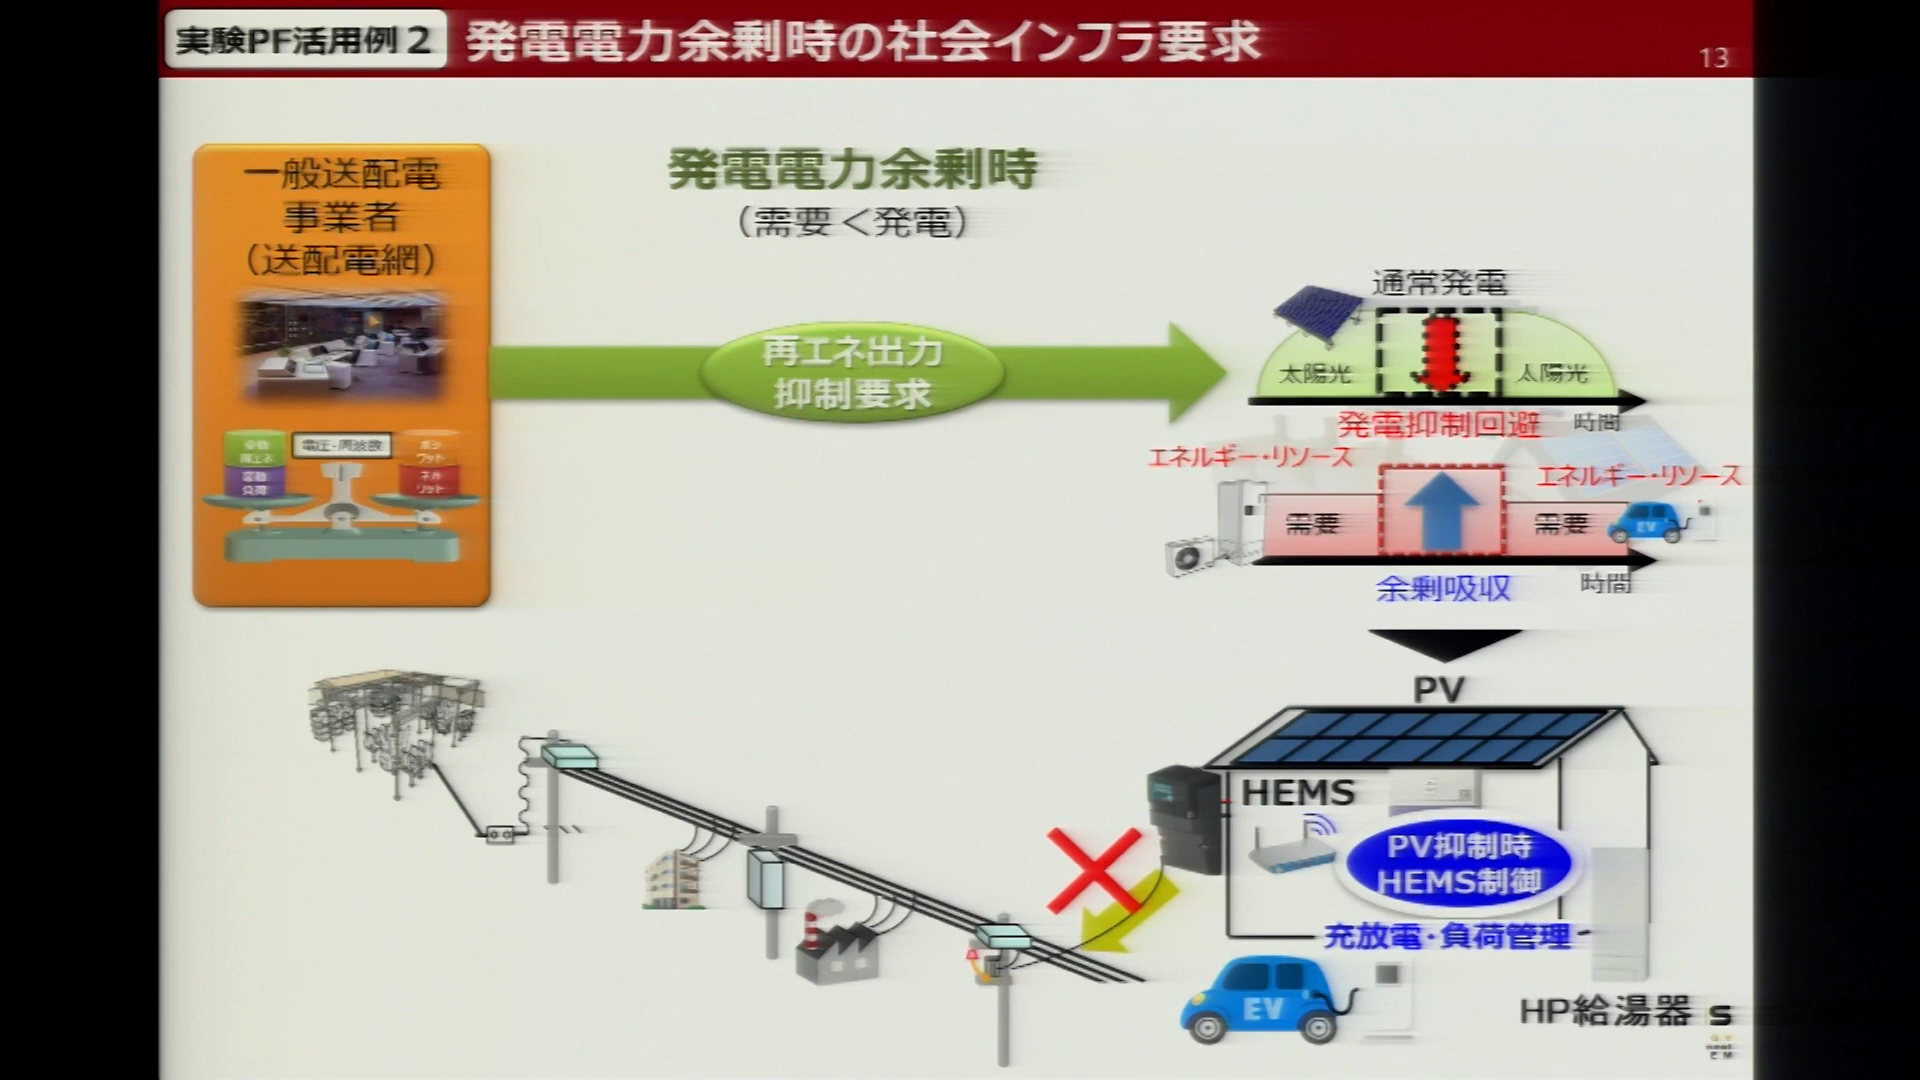 実験PF活用例2
発電電力余剰時の社会インフラ要求
13
一般送配電
事業者
（送配電網）
発電電力余剰時
（需要＜発電）
再エネ出力
抑制要求
通常発電
太陽光
太陽光
発電抑制回避
時間
エネルギー・リソース
エネルギー・リソース
電圧・周波数
需要
需要
EV
余剰吸収
時間
PV
HEMS
PV抑制時
HEMS制御
充放電・負荷管理
EV
HP給湯器
S